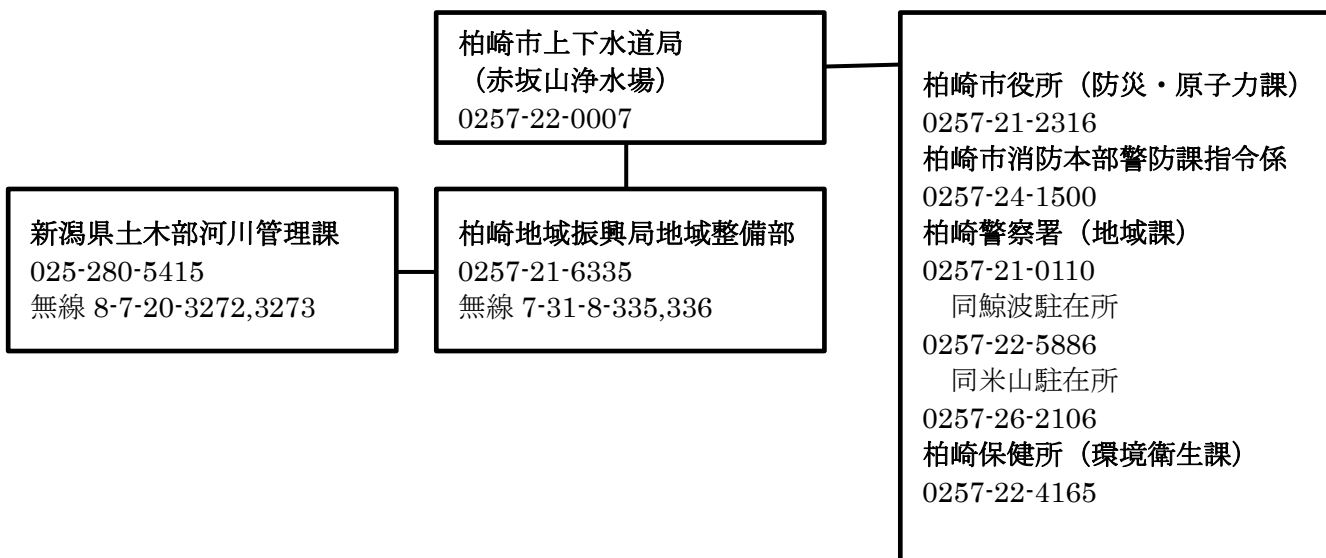 柏崎市上下水道局
（赤坂山浄水場）
0257-22-0007
新潟県土木部河川管理課
025-280-5415
無線 8-7-20-3272,3273
柏崎地域振興局地域整備部
0257-21-6335
無線 7-31-8-335,336
柏崎市役所（防災・原子力課）
0257-21-2316
柏崎市消防本部警防課指令係
0257-24-1500
柏崎警察署（地域課）
0257-21-0110
同鯨波駐在所
0257-22-5886
同米山駐在所
0257-26-2106
柏崎保健所（環境衛生課）
0257-22-4165